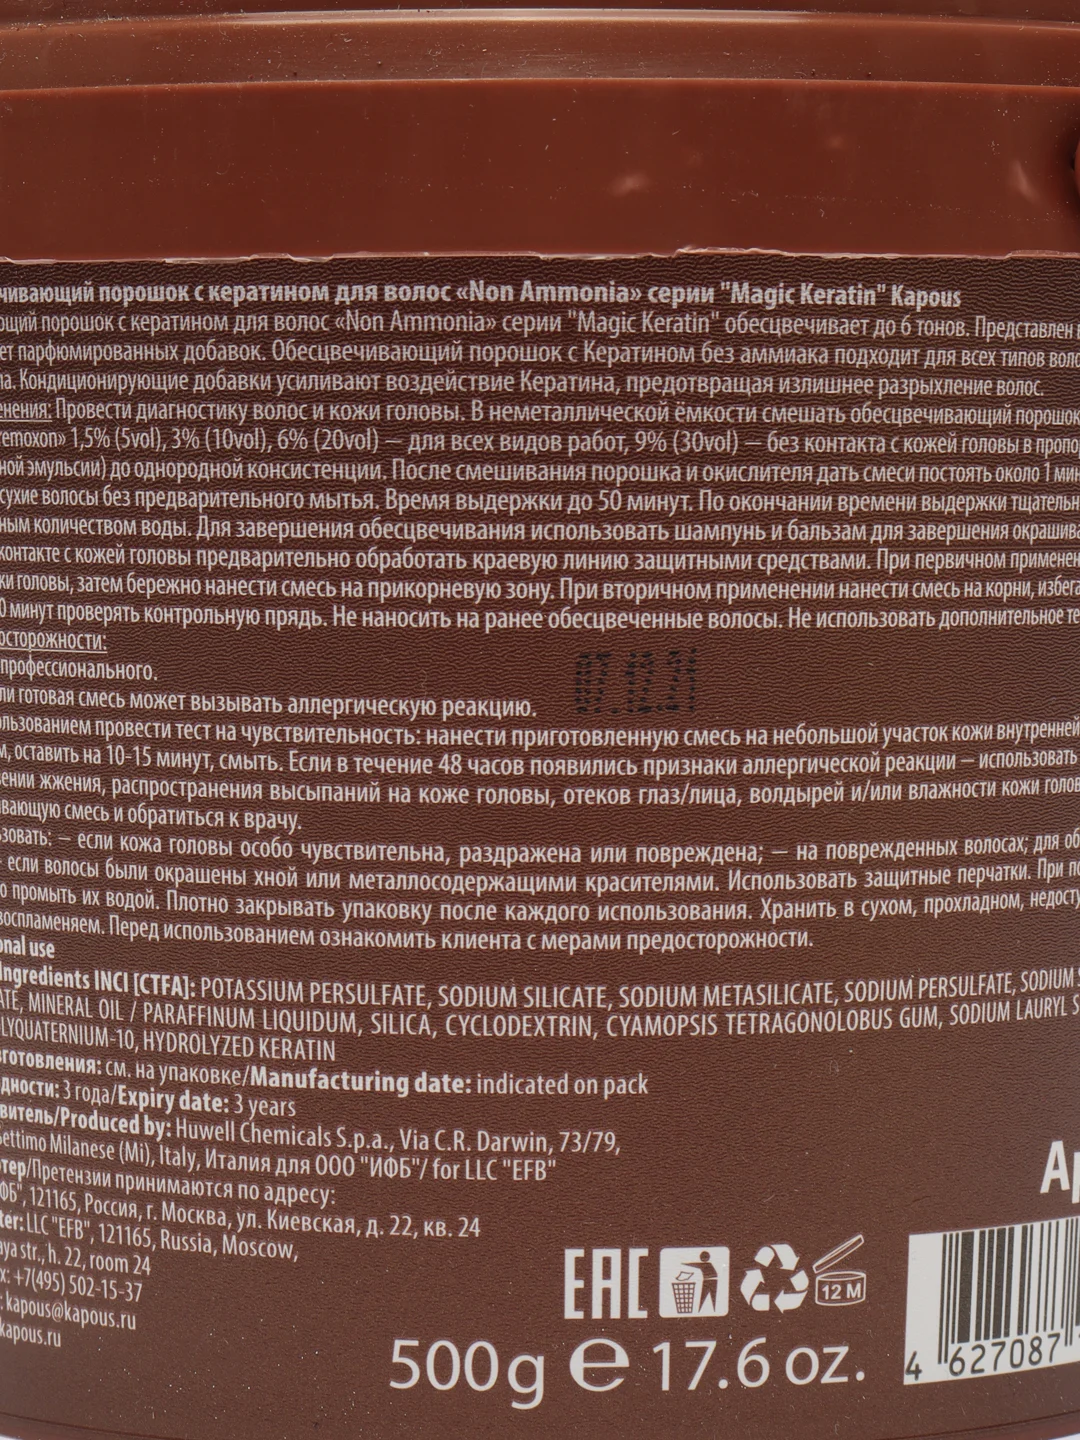 чивающий порошок с кератином для волос «Non Ammonia» серии "Magic Keratin" Kapous
ющий порошок с кератином для волос «Non Ammonia» серии "Magic Keratin" обесцвечивает до 6 тонов. Представлен
ет парфюмированных добавок. Обесцвечивающий порошок с Кератином без аммиака подходит для всех типов воло
ла. Кондиционирующие добавки усиливают воздействие Кератина, предотвращая излишнее разрыхление волос.
енения: Провести диагностику волос и кожи головы. В неметаллической ёмкости смешать обесцвечивающий порошок
remoxon» 1,5% (5vol), 3% (10vol), 6% (20vol) – для всех видов работ, 9% (30vol) – без контакта с кожей головы в пропо
ной эмульсии) до однородной консистенции. После смешивания порошка и окислителя дать смеси постоять около 1 мин
сухие волосы без предварительного мытья. Время выдержки до 50 минут. По окончании времени выдержки тщательн
ным количеством воды. Для завершения обесцвечивания использовать шампунь и бальзам для завершения окрашива
контакте с кожей головы предварительно обработать краевую линию защитными средствами. При первичном применен
жи головы, затем бережно нанести смесь на прикорневую зону. При вторичном применении нанести смесь на корни, избега
0 минут проверять контрольную прядь. Не наносить на ранее обесцвеченные волосы. Не использовать дополнительное те
осторожности:
профессионального.
ли готовая смесь может вызывать аллергическую реакцию.
ользованием провести тест на чувствительность: нанести приготовленную смесь на небольшой участок кожи внутренней
м, оставить на 10-15 минут, смыть. Если в течение 48 часов появились признаки аллергической реакции – использовать
ении жжения, распространения высыпаний на коже головы, отеков глаз/лица, волдырей и/или влажности кожи голов
вающую смесь и обратиться к врачу.
ьзовать: – если кожа головы особо чувствительна, раздражена или повреждена; – на поврежденных волосах; для об
– если волосы были окрашены хной или металлосодержащими красителями. Использовать защитные перчатки. При по
о промыть их водой. Плотно закрывать упаковку после каждого использования. Хранить в сухом, прохладном, недосту
воспламеняем. Перед использованием ознакомить клиента с мерами предосторожности.
onal use
Ingredients INCI [CTFA]: POTASSIUM PERSULFATE, SODIUM SILICATE, SODIUM METASILICATE, SODIUM PERSULFATE, SODIUM S
ATE, MINERAL OIL / PARAFFINUM LIQUIDUM, SILICA, CYCLODEXTRIN, CYAMOPSIS TETRAGONOLOBUS GUM, SODIUM LAURYL S
LYQUATERNIUM-10, HYDROLYZED KERATIN
зготовления: см. на упаковке/Manufacturing date: indicated on pack
дности: 3 года/Expiry date: 3 years
витель/Produced by: Huwell Chemicals S.p.a., Via C.R. Darwin, 73/79,
Settimo Milanese (Mi), Italy, Италия для ООО "ИФБ"/ for LLC "EFB"
тер/Претензии принимаются по адресу:
ФБ", 121165, Россия, г. Москва, ул. Киевская, д. 22, кв. 24
ter: LLC "EFB", 121165, Russia, Moscow,
aya str., h. 22, room 24
к: +7(495) 502-15-37
: kapous@kapous.ru
kapous.ru
Ар
EAC
12 M
500g e 17.6 oz.
4 627087